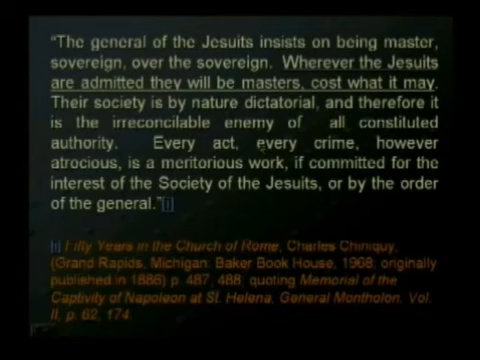 “The general of the Jesuits insists on being master,
sovereign, over the sovereign. Wherever the Jesuits
are admitted they will be masters, cost what it may.
Their society is by nature dictatorial, and therefore it
is the irreconcilable enemy of all constituted
authority. Every act, every crime, however
atrocious, is a meritorious work, if committed for the
interest of the Society of the Jesuits, or by the order
of the general.”[i]
[i] Fifty Years in the Church of Rome, Charles Chiniquy,
(Grand Rapids, Michigan: Baker Book House, 1968; originally
published in 1886) p. 487, 488; quoting Memorial of the
Captivity of Napoleon at St. Helena, General Montholon, Vol.
II, p. 62, 174.